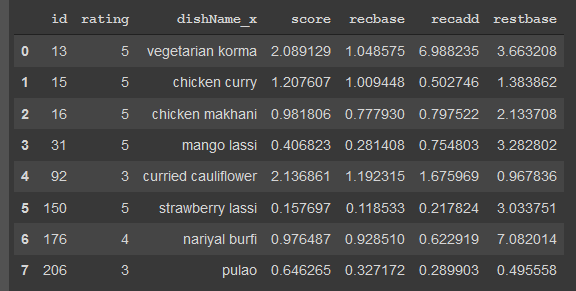 id rating dishName_x score recbase recadd restbase
0 13 5 vegetarian korma 2.089129 1.048575 6.988235 3.663208
1 15 5 chicken curry 1.207607 1.009448 0.502746 1.383862
2 16 5 chicken makhani 0.981806 0.777930 0.797522 2.133708
3 31 5 mango lassi 0.406823 0.281408 0.754803 3.282802
4 92 3 curried cauliflower 2.136861 1.192315 1.675969 0.967836
5 150 5 strawberry lassi 0.157697 0.118533 0.217824 3.033751
6 176 4 nariyal burfi 0.976487 0.928510 0.622919 7.082014
7 206 3 pulao 0.646265 0.327172 0.289903 0.495558